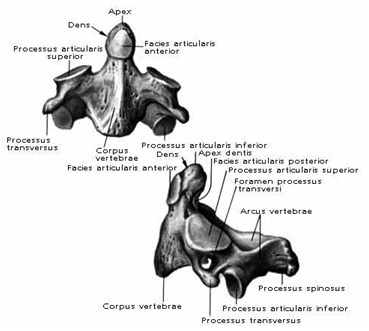 Apex
Dens
Facies articularis
anterior
Processus articularis
superior
Processus
transversus
Corpus
vertebrae
Processus articularis inferior
Dens
Apex dentis
Facies articularis anterior
Facies articularis posterior
Processus articularis superior
Foramen processus
transversi
Arcus vertebrae
Processus spinosus
Corpus vertebrae
Processus articularis inferior
Processus transversus